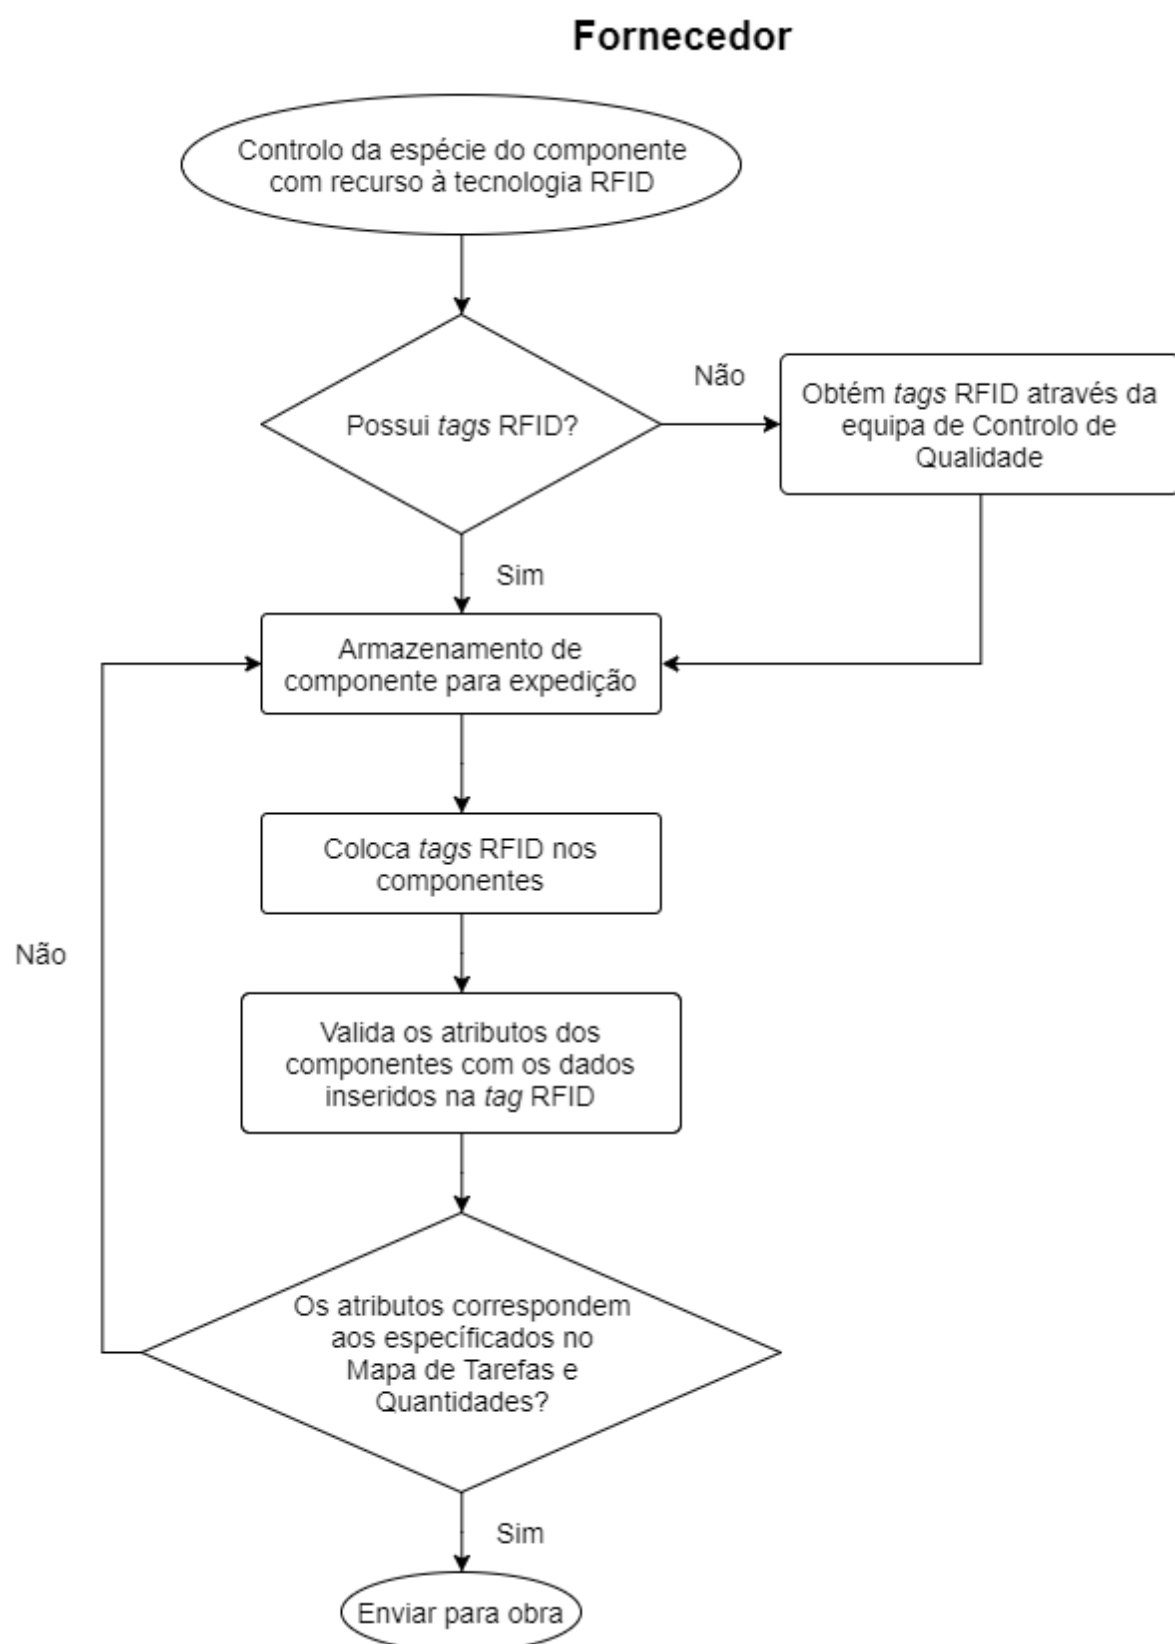 Fornecedor
Controlo da espécie do componente
com recurso à tecnologia RFID
Não
Possui tags RFID?
Obtém tags RFID através da
equipa de Controlo de
Qualidade
Sim
Armazenamento de
componente para expedição
Coloca tags RFID nos
componentes
Não
Valida os atributos dos
componentes com os dados
inseridos na tag RFID
Os atributos correspondem
aos específicados no
Mapa de Tarefas e
Quantidades?
Sim
Enviar para obra